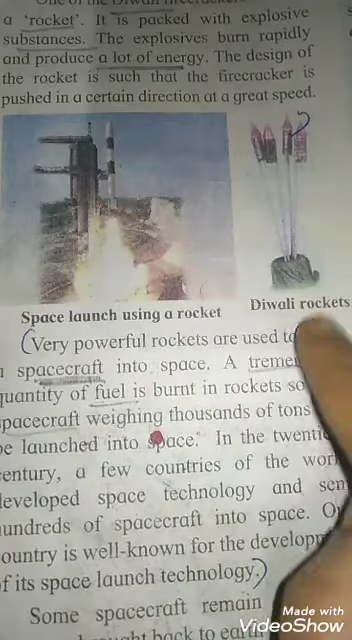 a 'rocket'. It is packed with explosive
substances. The explosives burn rapidly
and produce a lot of energy. The design of
the rocket is such that the firecracker is
pushed in a certain direction at a great speed.
Space launch using a rocket
Diwali rockets
(Very powerful rockets are used to
spacecraft into space. A
quantity of fuel is burnt in rockets so
spacecraft weighing thousands of tons
be launched into space. In the
century, a few countries of the
developed space technology and
hundreds of spacecraft into space.
country is well-known for the
of its space launch technology.)
Some spacecraft remain
back to earth
Made with
VideoShow